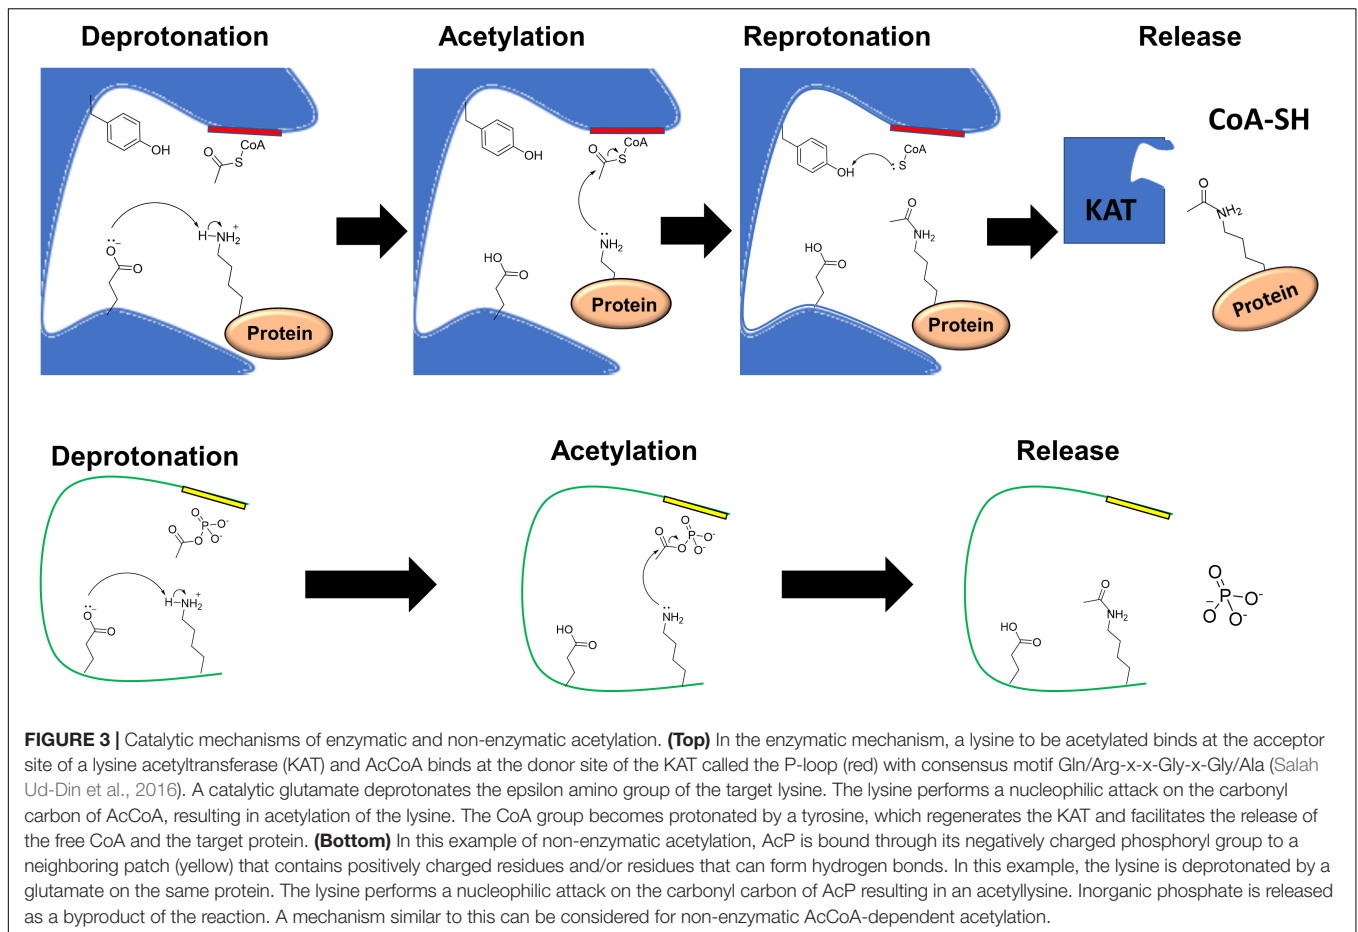 Deprotonation Acetylation Reprotonation Release
OH
O
S
CoA
H
NH2
+
O
–
O
Protein
OH
O
S
CoA
NH2
HO
O
Protein
OH
S
CoA
O
NH2
HO
O
Protein
CoA-SH
KAT
O
NH2
Protein
Deprotonation Acetylation Release
O
O
O
P
O-
O-
H
NH2
+
O
–
O
O
O
O
P
O-
O-
NH2
HO
O
O
NH2
HO
O
O
P
O-
O-
O
–
FIGURE 3 | Catalytic mechanisms of enzymatic and non-enzymatic acetylation. (Top) In the enzymatic mechanism, a lysine to be acetylated binds at the acceptor
site of a lysine acetyltransferase (KAT) and AcCoA binds at the donor site of the KAT called the P-loop (red) with consensus motif Gln/Arg-x-x-Gly-x-Gly/Ala (Salah
Ud-Din et al., 2016). A catalytic glutamate deprotonates the epsilon amino group of the target lysine. The lysine performs a nucleophilic attack on the carbonyl
carbon of AcCoA, resulting in acetylation of the lysine. The CoA group becomes protonated by a tyrosine, which regenerates the KAT and facilitates the release of
the free CoA and the target protein. (Bottom) In this example of non-enzymatic acetylation, AcP is bound through its negatively charged phosphoryl group to a
neighboring patch (yellow) that contains positively charged residues and/or residues that can form hydrogen bonds. In this example, the lysine is deprotonated by a
glutamate on the same protein. The lysine performs a nucleophilic attack on the carbonyl carbon of AcP resulting in an acetyllysine. Inorganic phosphate is released
as a byproduct of the reaction. A mechanism similar to this can be considered for non-enzymatic AcCoA-dependent acetylation.